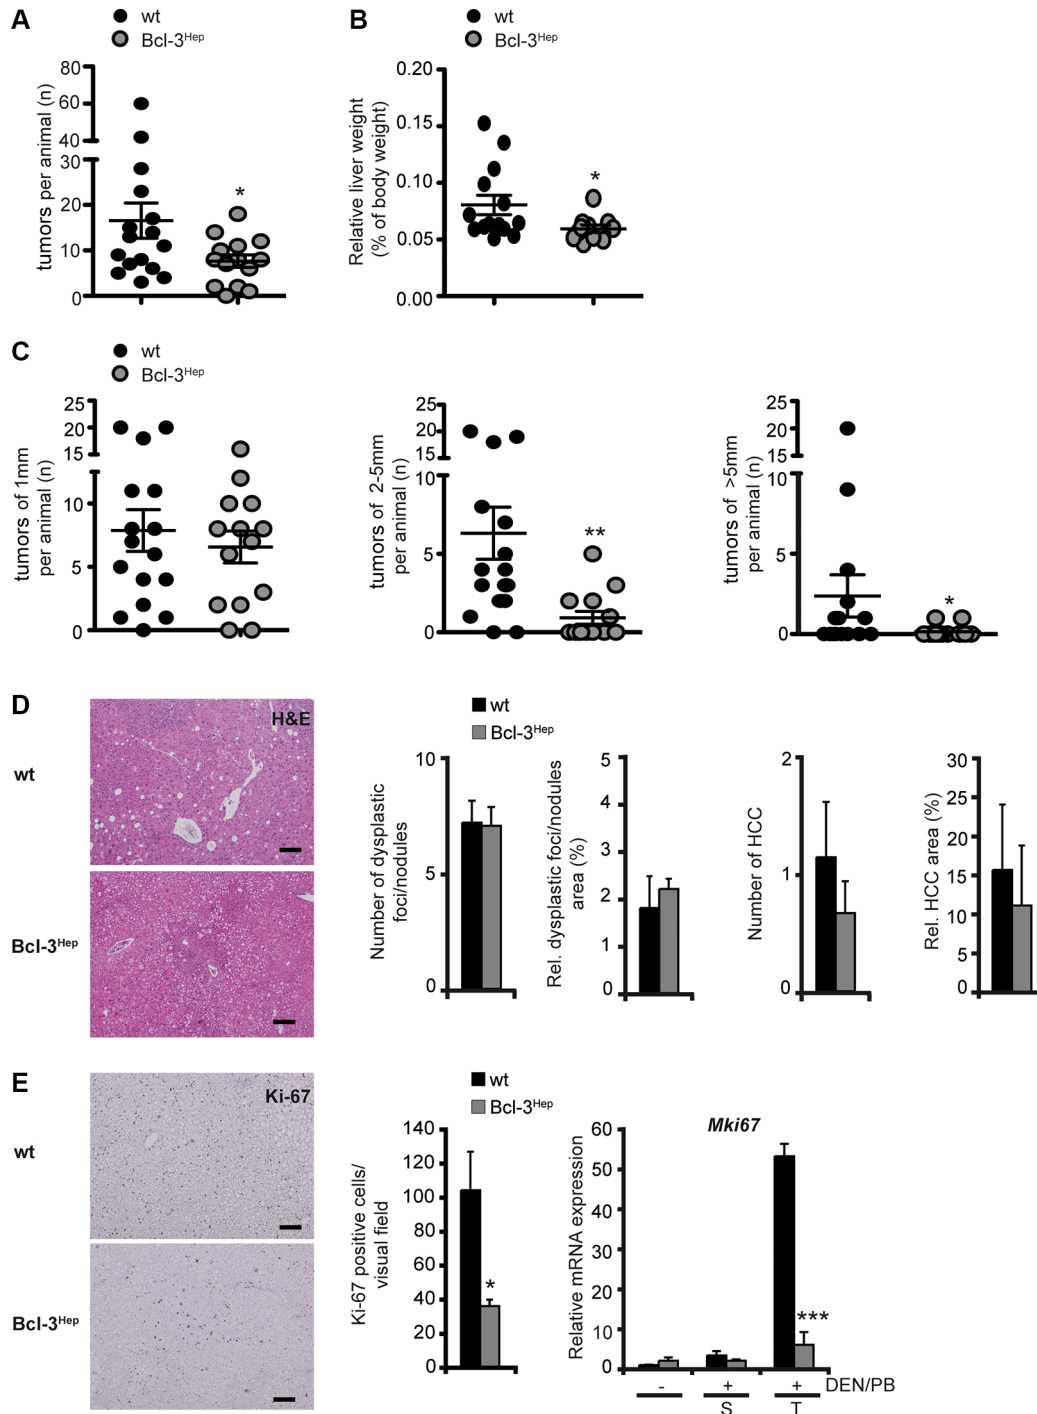 A
wt
Bcl-3Hep
tumors per animal (n)
80
60
40
30
20
10
0
*
B
wt
Bcl-3Hep
Relative liver weight
(% of body weight)
0.20
0.15
0.10
0.05
0.00
*
C
wt
Bcl-3Hep
tumors of 1mm
per animal (n)
25
20
15
10
5
0
tumors of 2-5mm
per animal (n)
25
20
15
10
5
0
**
tumors of >5mm
per animal (n)
25
20
15
10
5
0
*
D
H&E
wt
Bcl-3Hep
wt
Bcl-3Hep
Number of dysplastic
foci/nodules
10
5
0
Rel. dysplastic foci/nodules
area (%)
5
4
3
2
1
0
Number of HCC
2
1
0
Rel. HCC area (%)
30
25
20
15
10
5
0
E
Ki-67
wt
Bcl-3Hep
wt
Bcl-3Hep
Ki-67 positive cells/
visual field
140
120
100
80
60
40
20
0
*
Mki67
Relative mRNA expression
60
50
40
30
20
10
0
***
- + + DEN/PB
S T